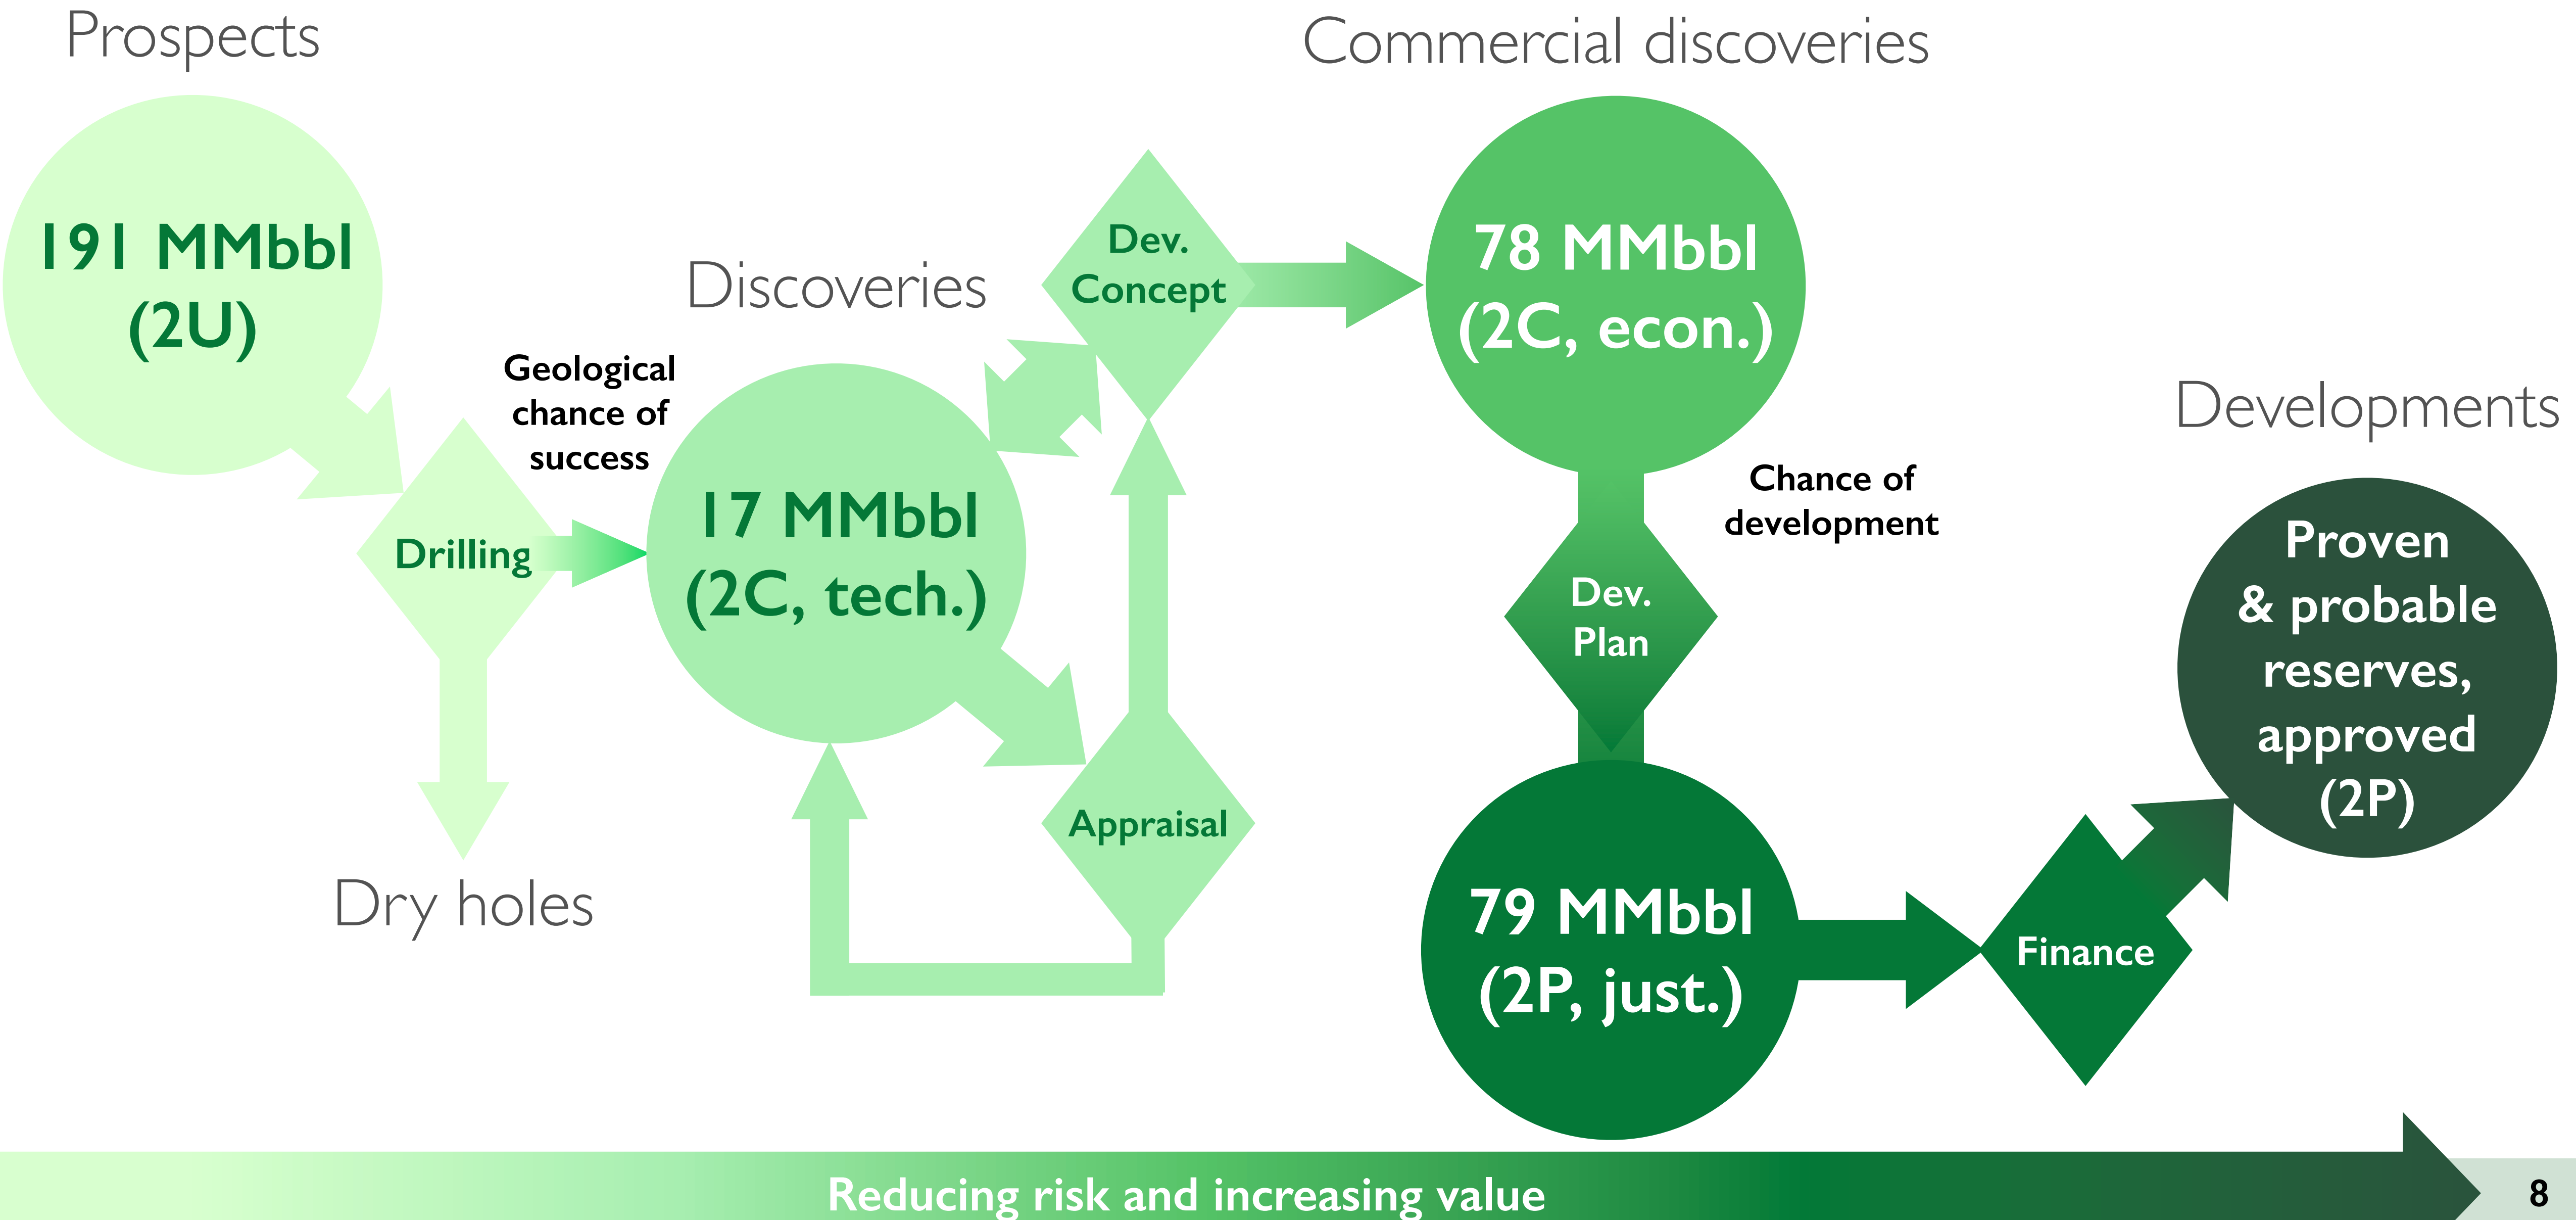 Prospects
191 MMbbl
(2U)
Drilling
Geological
chance of
success
Dry holes
Discoveries
17 MMbbl
(2C, tech.)
Dev.
Concept
Appraisal
Commercial discoveries
78 MMbbl
(2C, econ.)
Chance of
development
Dev.
Plan
79 MMbbl
(2P, just.)
Finance
Developments
Proven
& probable
reserves,
approved
(2P)
Reducing risk and increasing value
8